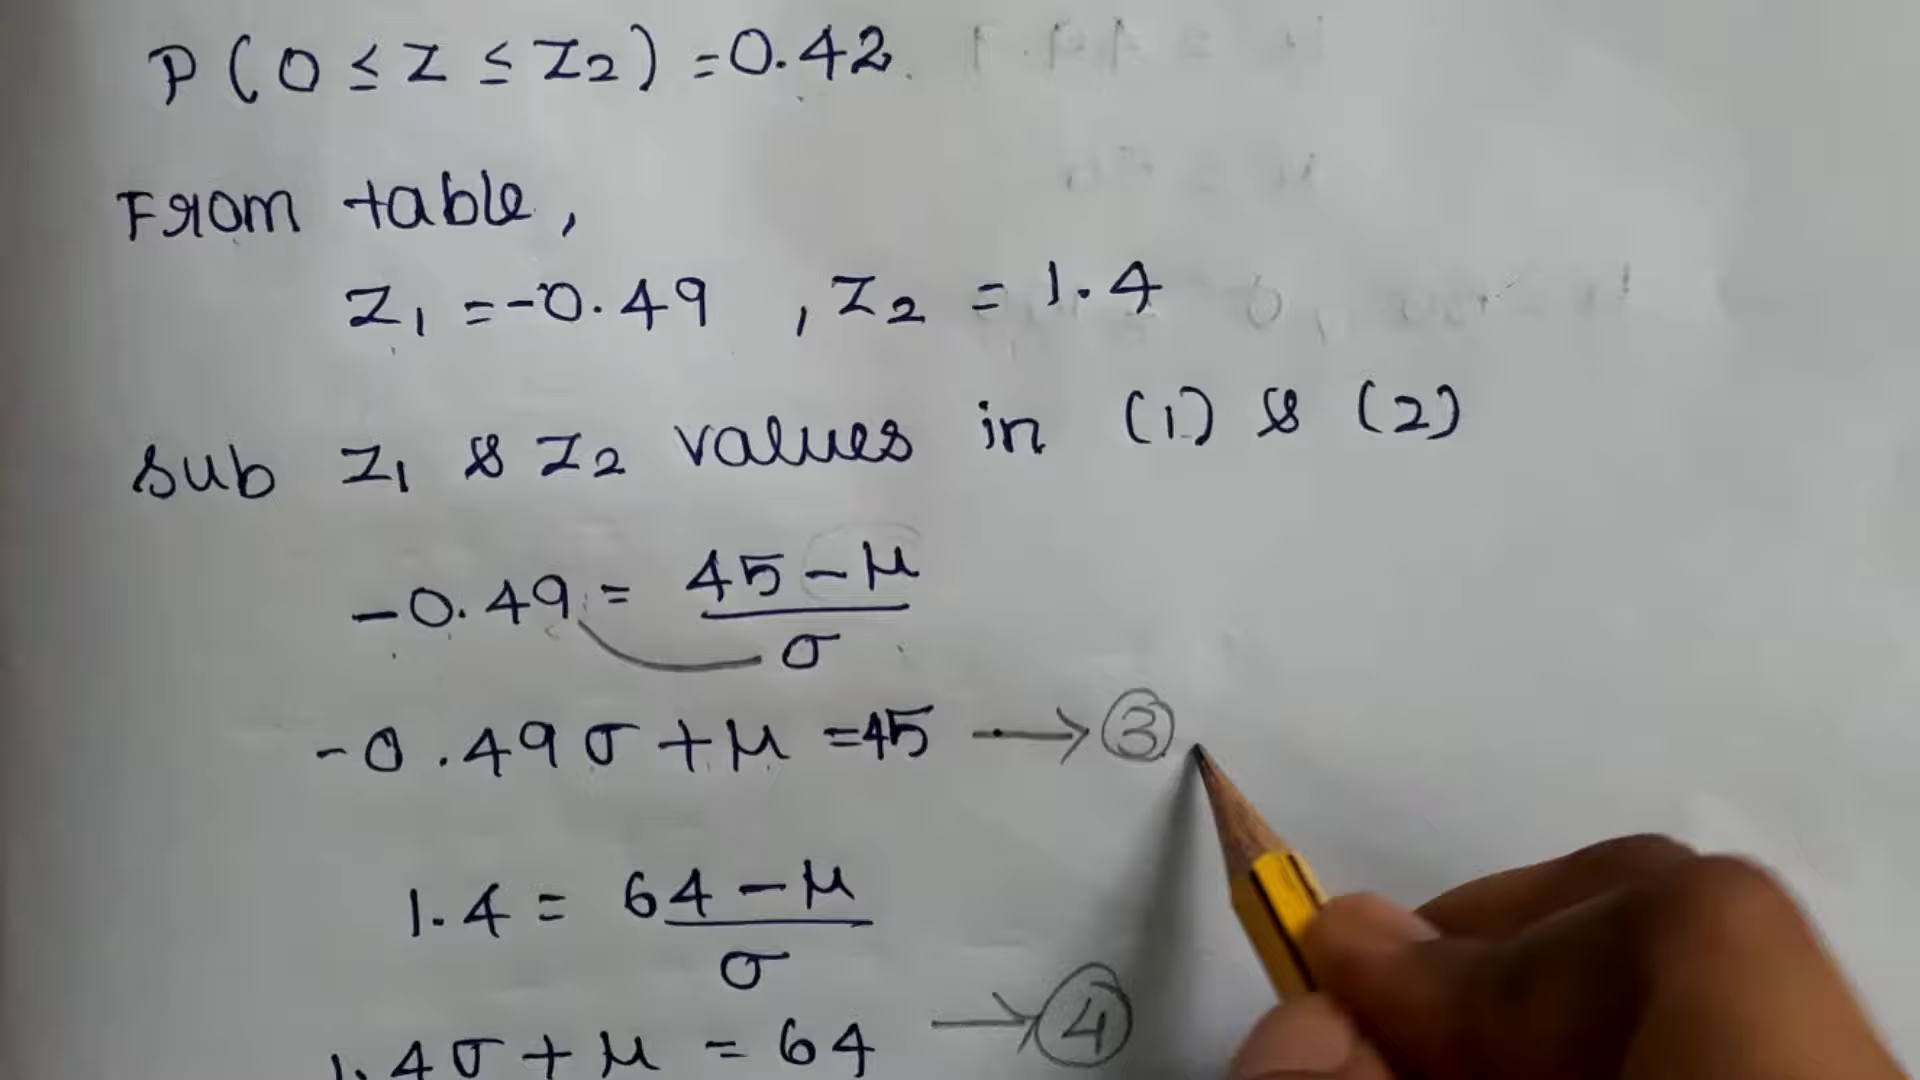 P(0 ≤ Z ≤ Z₂) = 0.42
From table,
Z₁ = -0.49 , Z₂ = 1.4
Sub Z₁ & Z₂ values in (1) & (2)
-0.49 = (45 - μ)/σ
-0.49σ + μ = 45 → ③
1.4 = (64 - μ)/σ
1.4σ + μ = 64 → ④